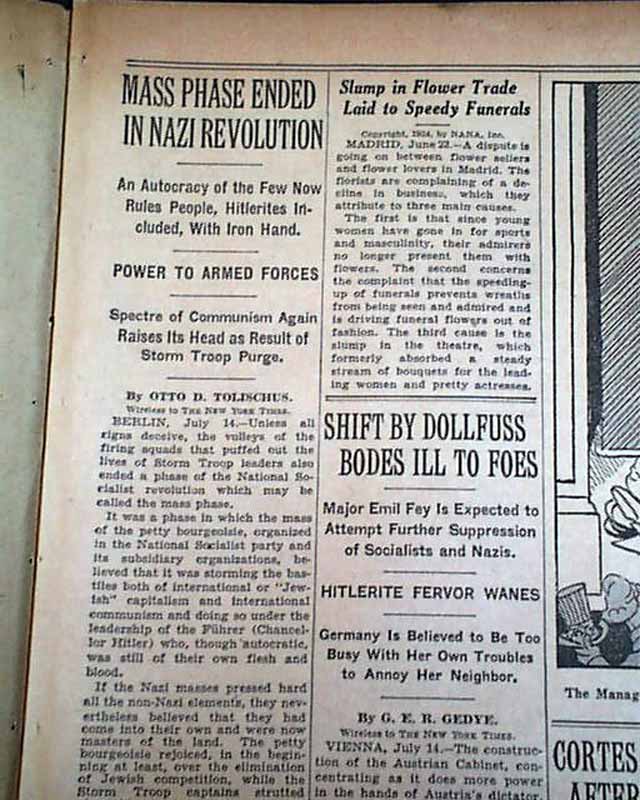 MASS PHASE ENDED
IN NAZI REVOLUTION
An Autocracy of the Few Now
Rules People, Hitlerites In-
cluded, With Iron Hand.
POWER TO ARMED FORCES
Spectre of Communism Again
Raises Its Head as Result of
Storm Troop Purge.
By OTTO D. TOLISCHUS.
Wireless to THE NEW YORK TIMES.
BERLIN, July 14.—Unless all
signs deceive, the volleys of the
firing squads that puffed out the
lives of Storm Troop leaders also
ended a phase of the National So-
cialist revolution which may be
called the mass phase.
It was a phase in which the mass
of the petty bourgeoisie, organized
in the National Socialist party and
its subsidiary organizations, be-
lieved that it was storming the bas-
tiles both of international or "Jew-
ish" capitalism and international
communism and doing so under the
leadership of the Führer (Chancel-
lor Hitler) who, though autocratic,
was still of their own flesh and
blood.
If the Nazi masses pressed hard
all the non-Nazi elements, they nev-
ertheless believed that they had
come into their own and were now
masters of the land. The petty
bourgeoisie rejoiced, in the begin-
ning at least, over the elimination
of Jewish competition, while the
Storm Troop captains strutted
Slump in Flower Trade
Laid to Speedy Funerals
Copyright, 1934, by NANA, Inc.
MADRID, June 22.—A dispute is
going on between flower sellers
and flower lovers in Madrid. The
florists are complaining of a de-
cline in business, which they
attribute to three main causes.
The first is that since young
women have gone in for sports
and masculinity, their admirers
no longer present them with
flowers. The second concerns
the complaint that the speeding-
up of funerals prevents wreaths
from being seen and admired and
is driving funeral flowers out of
fashion. The third cause is the
slump in the theatre, which
formerly absorbed a steady
stream of bouquets for the lead-
ing women and pretty actresses.
SHIFT BY DOLLFUSS
BODES ILL TO FOES
Major Emil Fey Is Expected to
Attempt Further Suppression
of Socialists and Nazis.
HITLERITE FERVOR WANES
Germany Is Believed to Be Too
Busy With Her Own Troubles
to Annoy Her Neighbor.
By G. E. R. GEDYE.
Wireless to THE NEW YORK TIMES.
VIENNA, July 14.—The construc-
tion of the Austrian Cabinet, con-
centrating as it does more power
in the hands of Austria's dictator,
The Manag
CORTES
AFTER